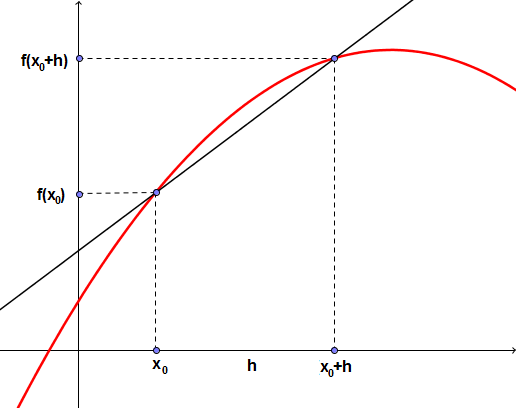 f(x₀+h)
f(x₀)
x₀
h
x₀+h